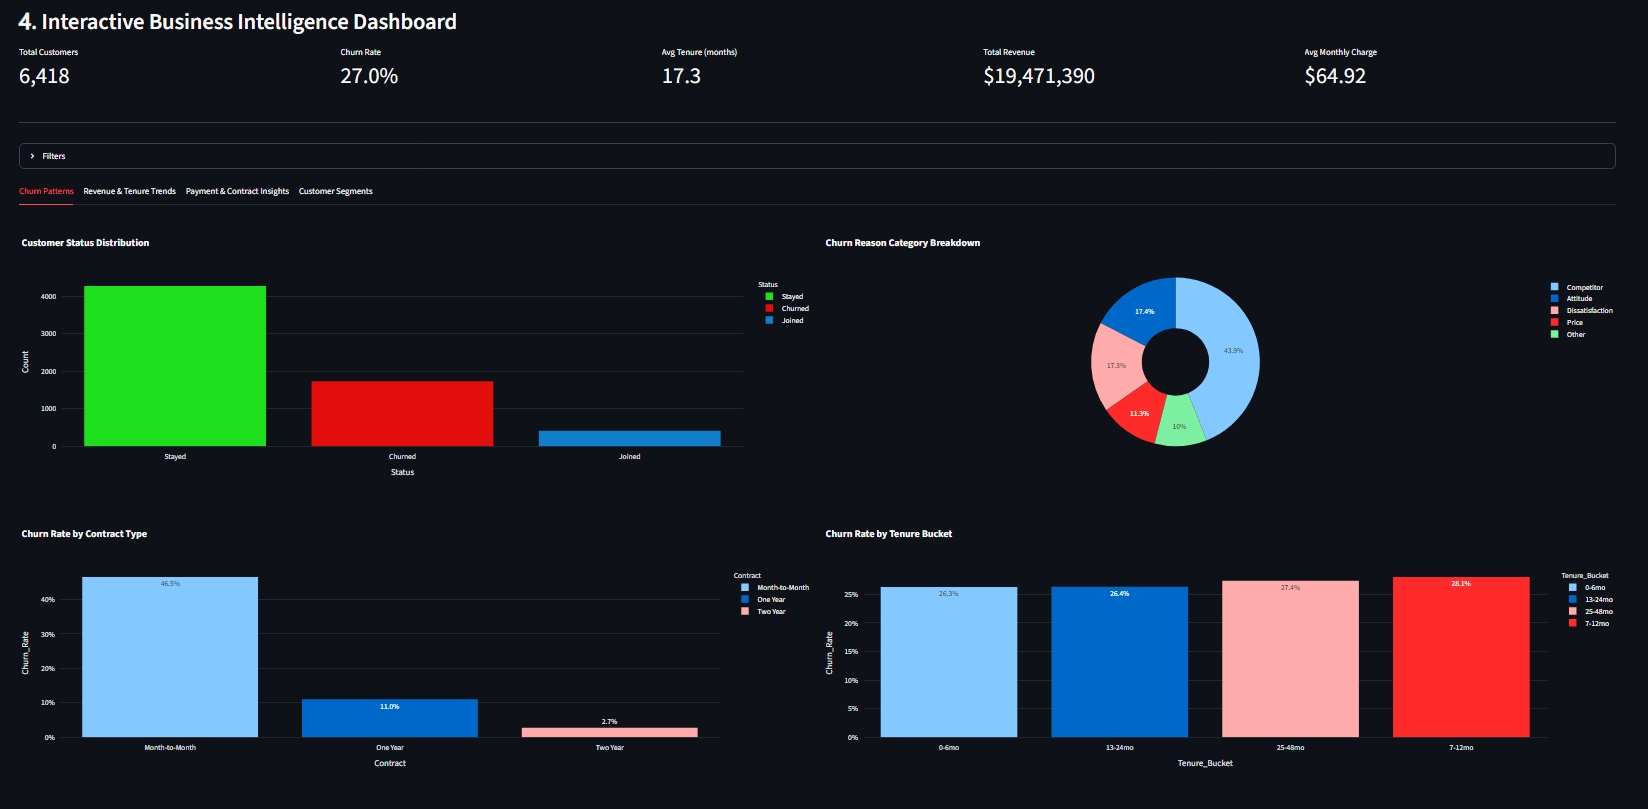 4. Interactive Business Intelligence Dashboard
Total Customers
6,418
Churn Rate
27.0%
Avg Tenure (months)
17.3
Total Revenue
$19,471,390
Avg Monthly Charge
$64.92
Filters
Churn Patterns
Revenue & Tenure Trends
Payment & Contract Insights
Customer Segments
Customer Status Distribution
Count
4000
3000
2000
1000
0
Stayed
Churned
Joined
Status
Status
Stayed
Churned
Joined
Churn Reason Category Breakdown
17.4%
43.9%
17.3%
11.3%
10%
Competitor
Attitude
Dissatisfaction
Price
Other
Churn Rate by Contract Type
Churn_Rate
40%
30%
20%
10%
0%
46.5%
11.0%
2.7%
Month-to-Month
One Year
Two Year
Contract
Contract
Month-to-Month
One Year
Two Year
Churn Rate by Tenure Bucket
Churn_Rate
25%
20%
15%
10%
5%
0%
26.3%
26.4%
27.4%
28.1%
0-6mo
13-24mo
25-48mo
7-12mo
Tenure_Bucket
Tenure_Bucket
0-6mo
13-24mo
25-48mo
7-12mo